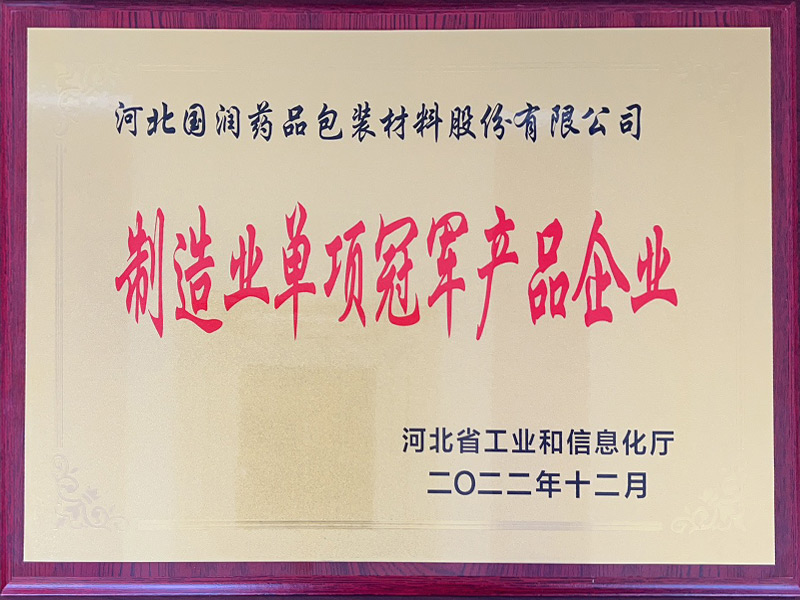 河北国润药品包装材料股份有限公司
制造业单项冠军产品企业
河北省工业和信息化厅
二〇二二年十二月